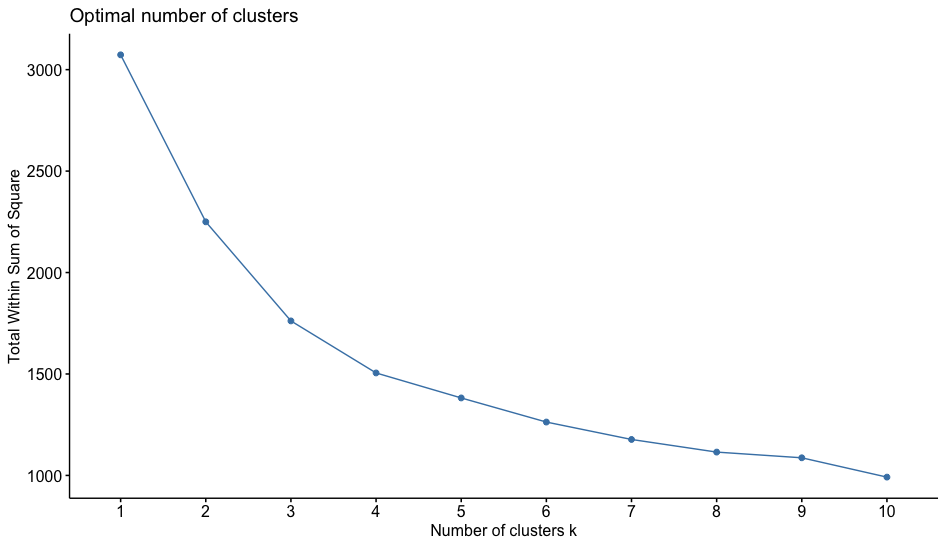 Optimal number of clusters
Total Within Sum of Square
3000
2500
2000
1500
1000
1 2 3 4 5 6 7 8 9 10
Number of clusters k